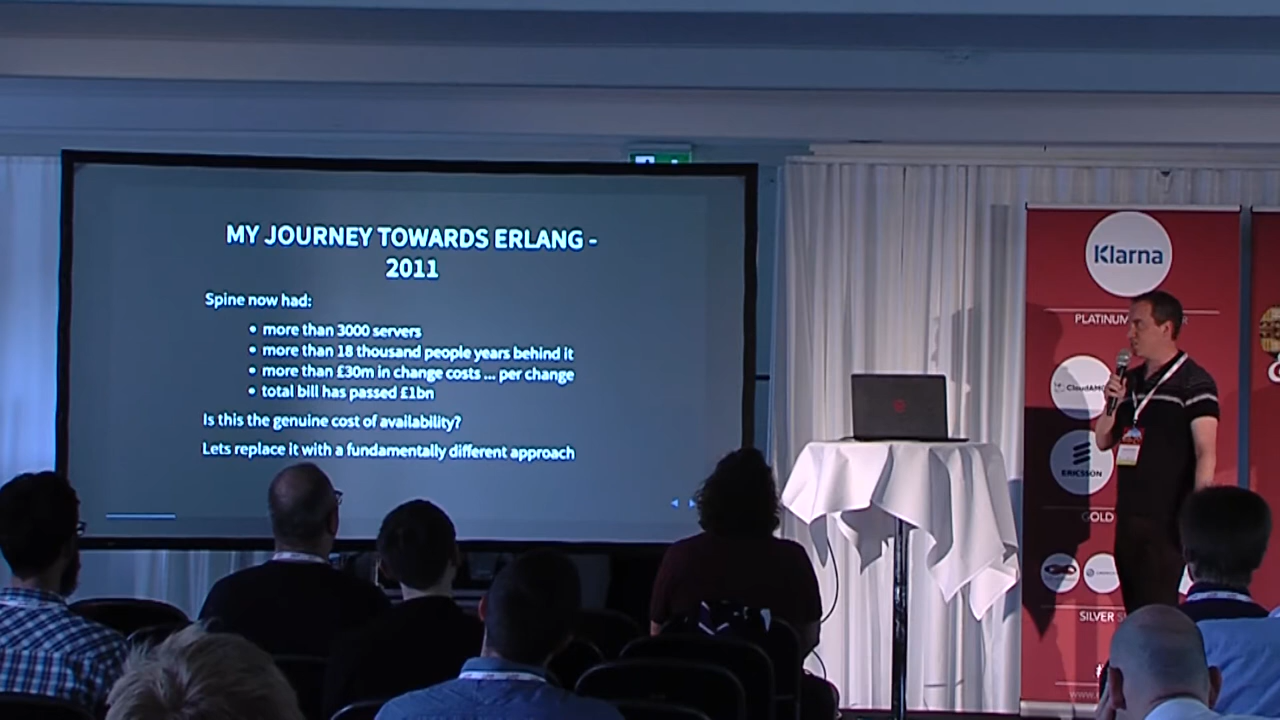 MY JOURNEY TOWARDS ERLANG -
2011
Spine now had:
• more than 3000 servers
• more than 18 thousand people years behind it
• more than £30m in change costs ... per change
• total bill has passed £1bn
Is this the genuine cost of availability?
Lets replace it with a fundamentally different approach
Klarna
PLATINUM
CloudAM
ERICSSON
GOLD
SILVER